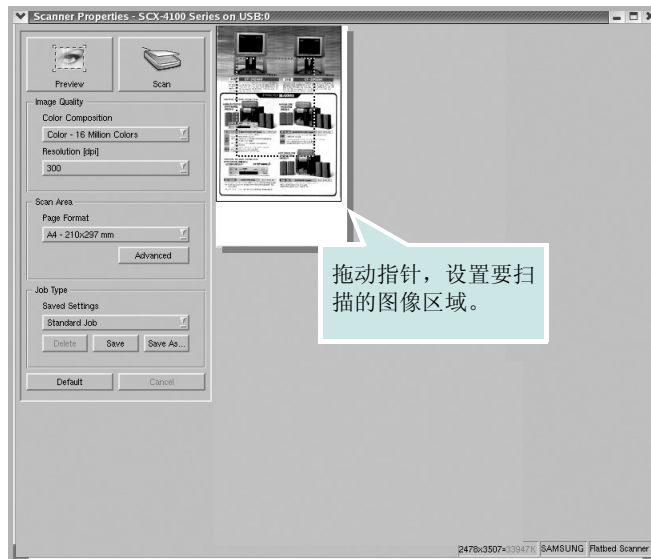 Scanner Properties - SCX-4100 Series on USB:0
Preview
Scan
Image Quality
Color Composition
Color - 16 Million Colors
Resolution [dpi]
300
Scan Area
Page Format
A4 - 210x297 mm
Advanced
Job Type
Saved Settings
Standard Job
Delete
Save
Save As...
Default
Cancel
拖动指针，设置要扫
描的图像区域。
2478x3507=33947K
SAMSUNG
Flatbed Scanner